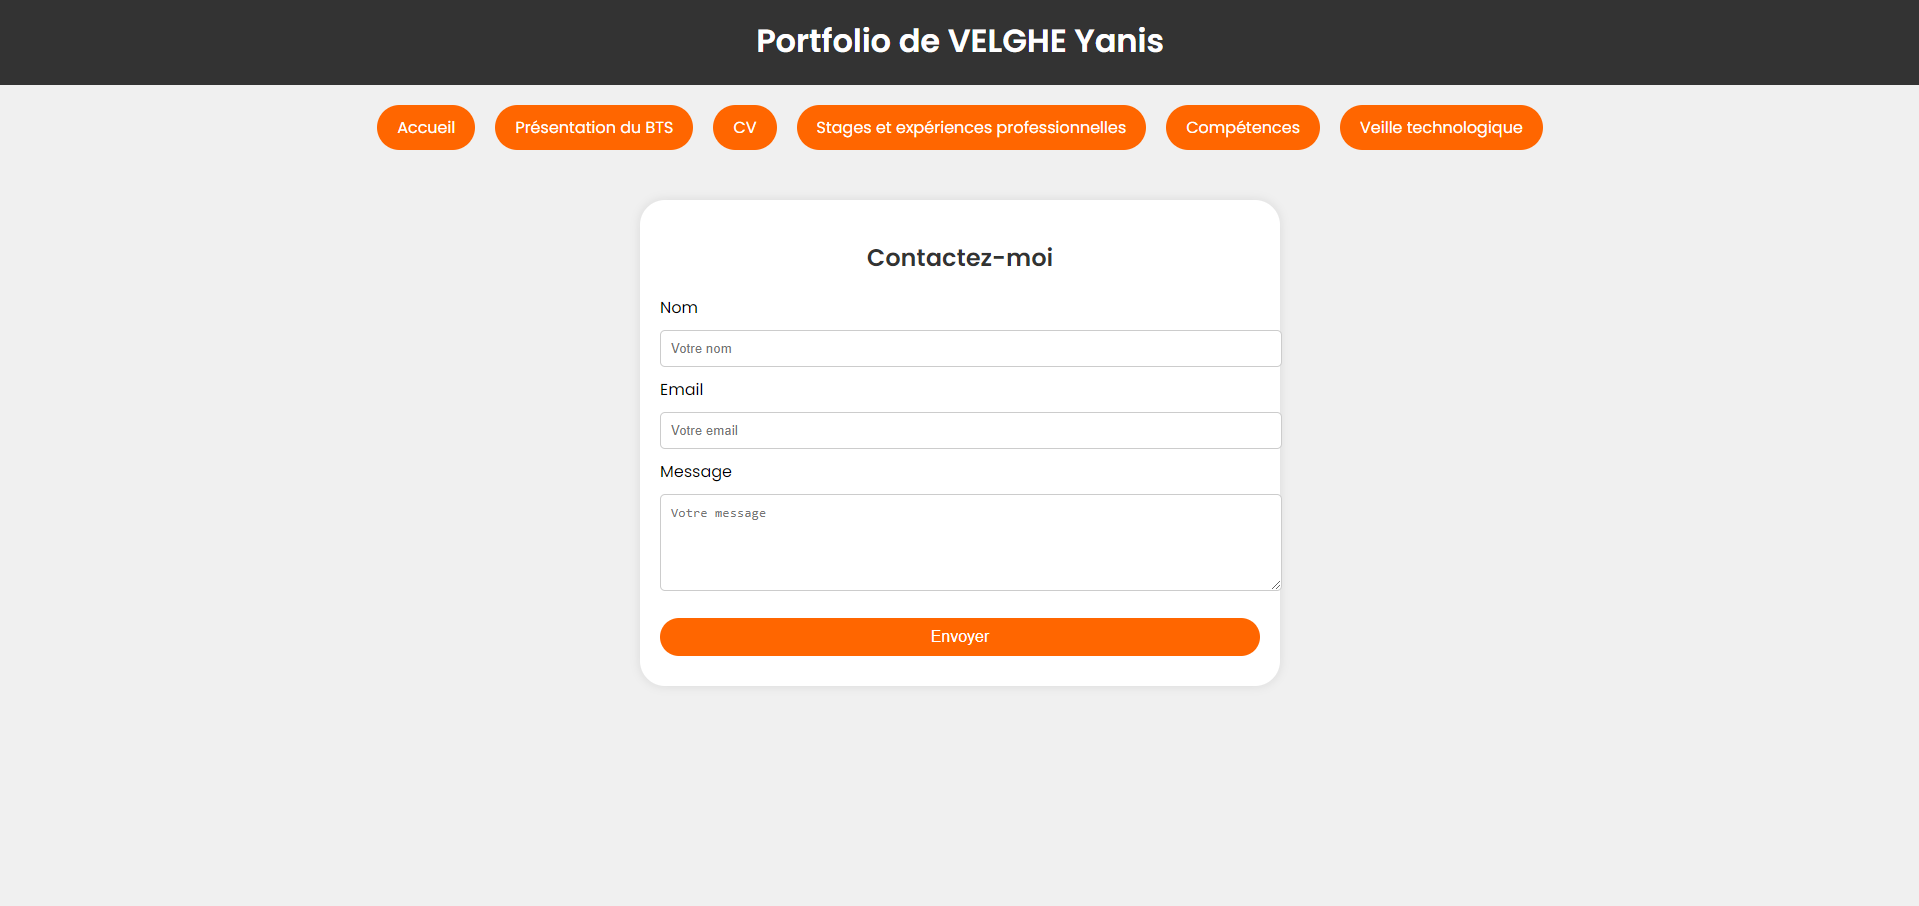 Portfolio de VELGHE Yanis
Accueil
Présentation du BTS
CV
Stages et expériences professionnelles
Compétences
Veille technologique
Contactez-moi
Nom
Votre nom
Email
Votre email
Message
Votre message
Envoyer